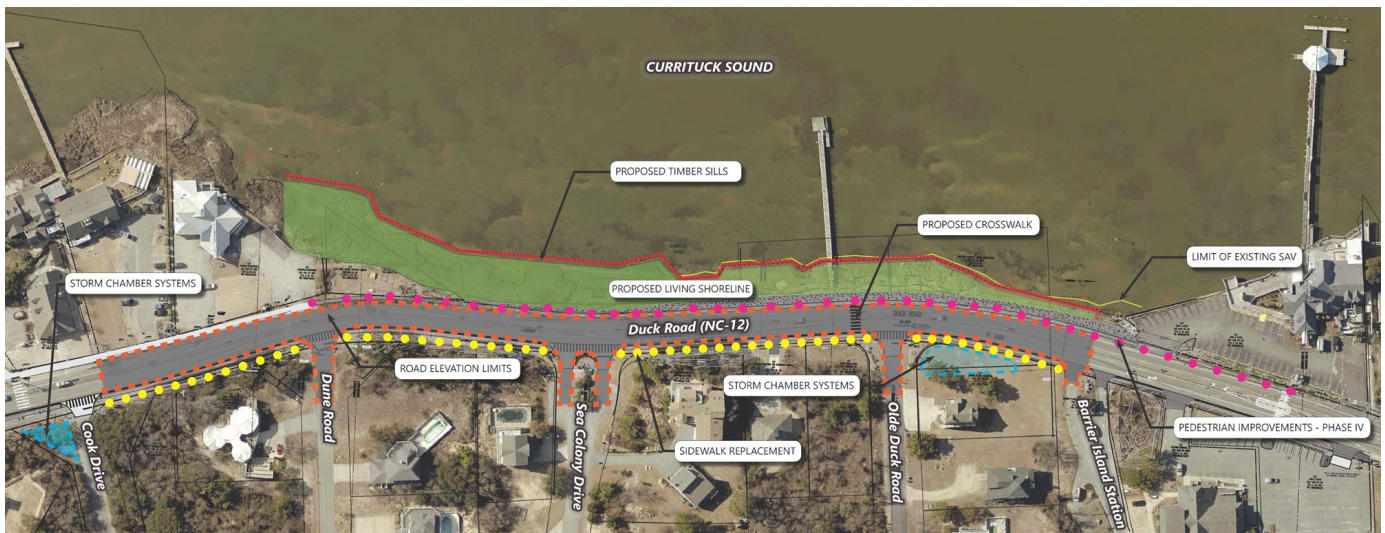 CURRITUCK SOUND
PROPOSED TIMBER SILLS
PROPOSED CROSSWALK
LIMIT OF EXISTING SAV
STORM CHAMBER SYSTEMS
PROPOSED LIVING SHORELINE
Duck Road (NC-12)
ROAD ELEVATION LIMITS
STORM CHAMBER SYSTEMS
SIDEWALK REPLACEMENT
PEDESTRIAN IMPROVEMENTS - PHASE IV
Cook Drive
Dune Road
Sea Colony Drive
Olde Duck Road
Barrier Island Station